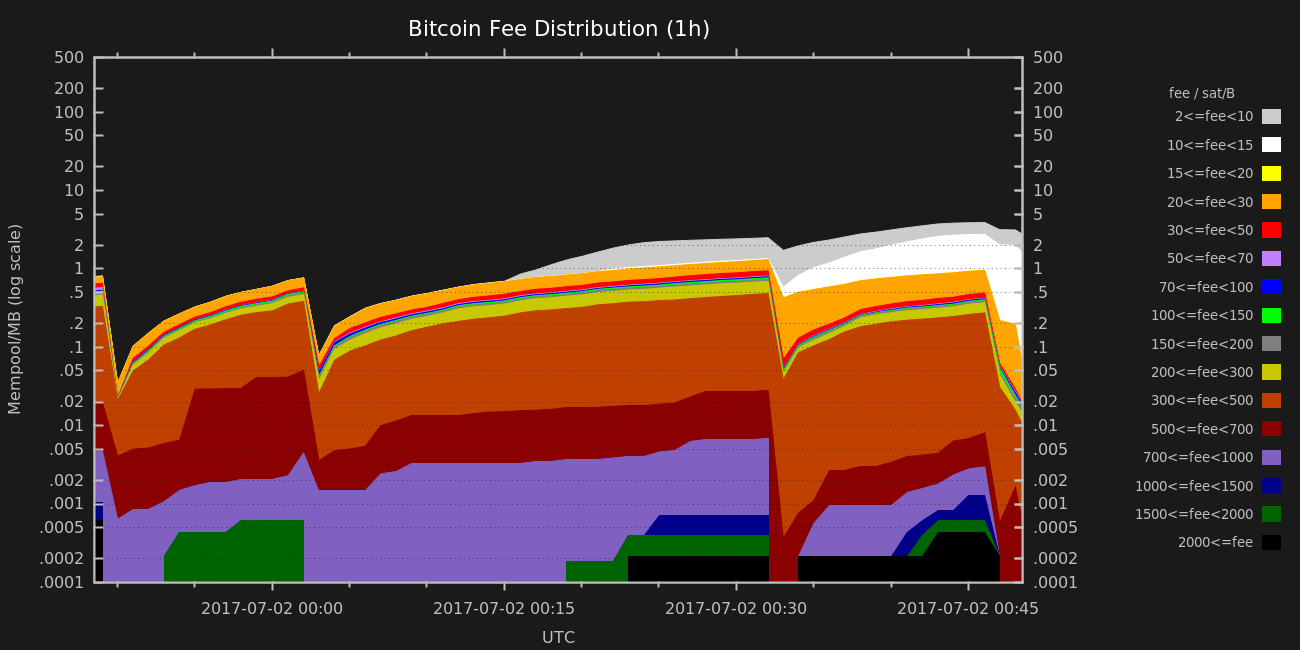 Bitcoin Fee Distribution (1h)
Mempool/MB (log scale)
500
200
100
50
20
10
5
2
1
.5
.2
.1
.05
.02
.01
.005
.002
.001
.0005
.0002
.0001
500
200
100
50
20
10
5
2
1
.5
.2
.1
.05
.02
.01
.005
.002
.001
.0005
.0002
.0001
2017-07-02 00:00 2017-07-02 00:15 2017-07-02 00:30 2017-07-02 00:45
UTC
fee / sat/B
2<=fee<10
10<=fee<15
15<=fee<20
20<=fee<30
30<=fee<50
50<=fee<70
70<=fee<100
100<=fee<150
150<=fee<200
200<=fee<300
300<=fee<500
500<=fee<700
700<=fee<1000
1000<=fee<1500
1500<=fee<2000
2000<=fee